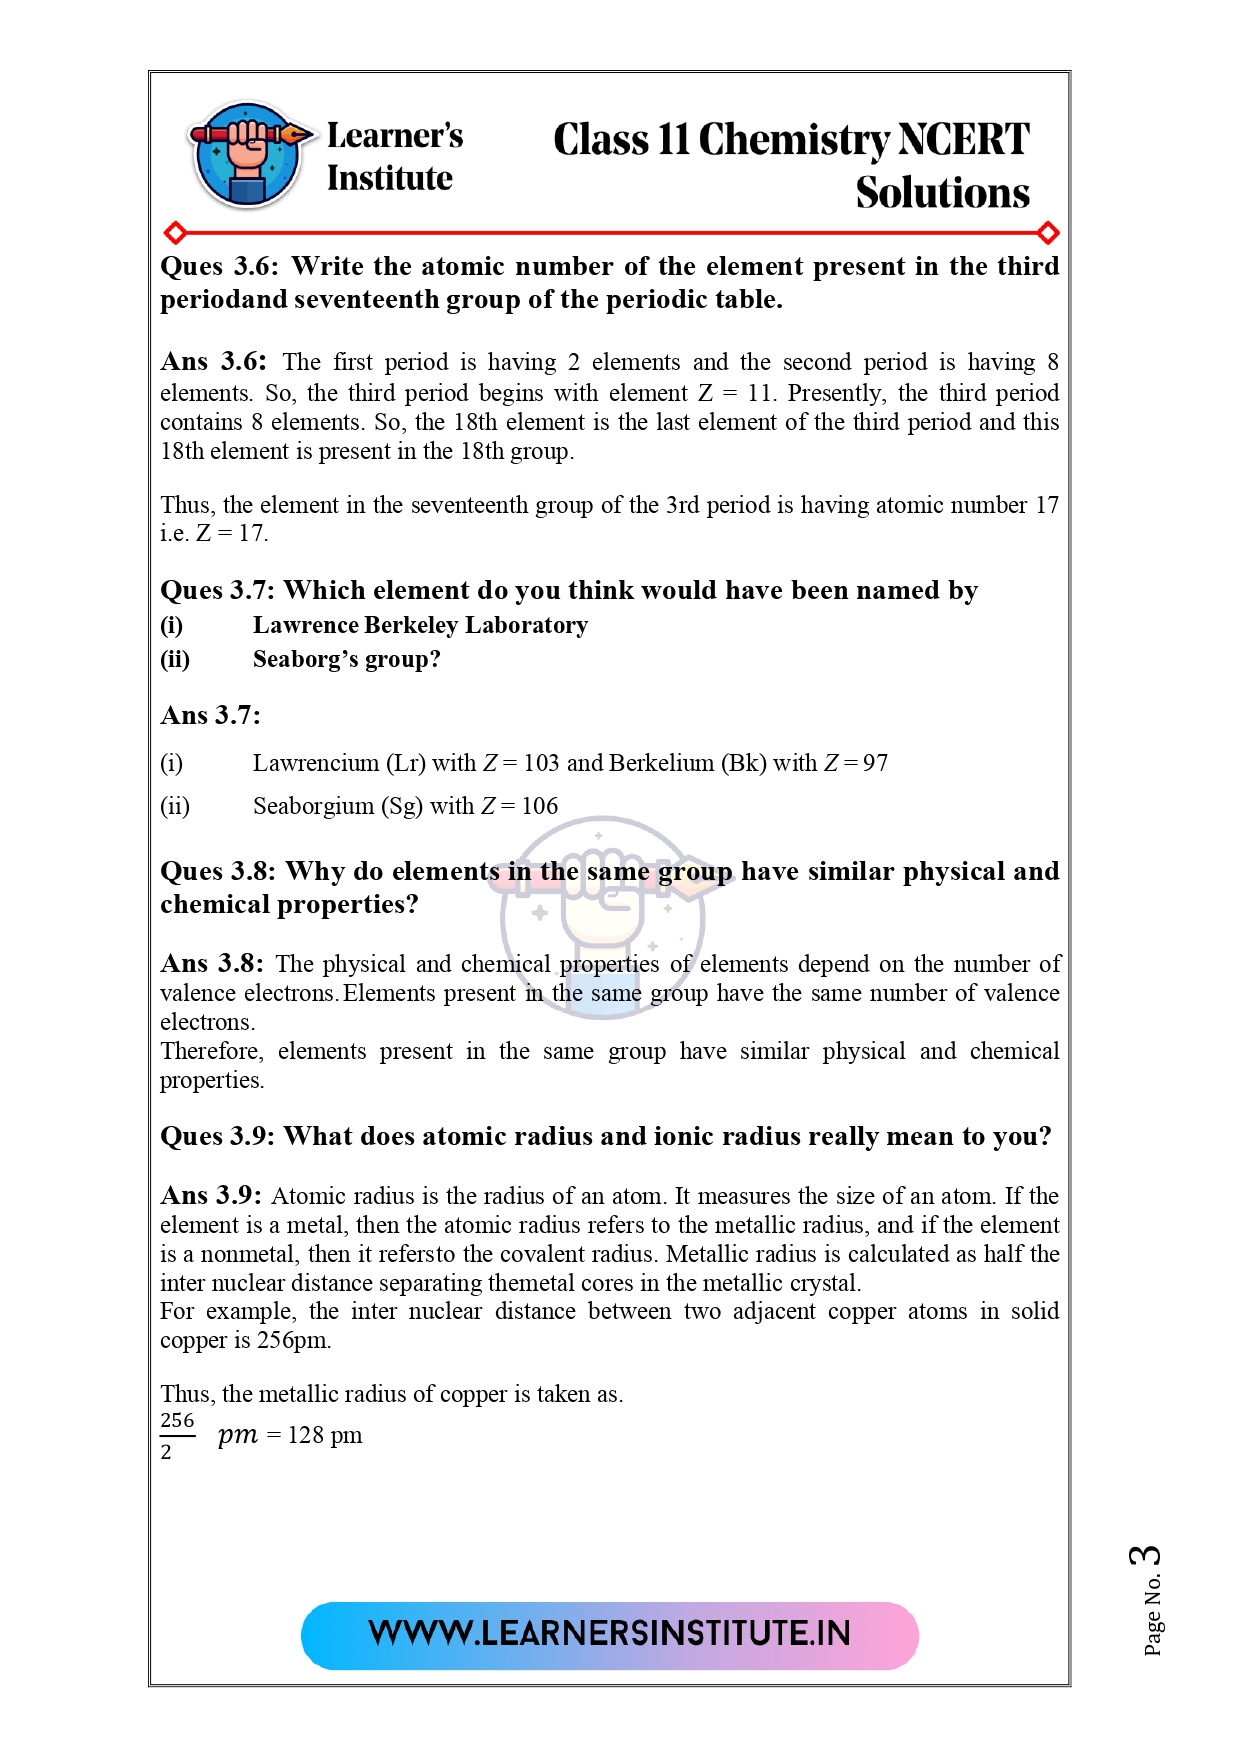 Learner's
Institute
Class 11 Chemistry NCERT
Solutions
Ques 3.6: Write the atomic number of the element present in the third
periodand seventeenth group of the periodic table.
Ans 3.6: The first period is having 2 elements and the second period is having 8
elements. So, the third period begins with element Z = 11. Presently, the third period
contains 8 elements. So, the 18th element is the last element of the third period and this
18th element is present in the 18th group.
Thus, the element in the seventeenth group of the 3rd period is having atomic number 17
i.e. Z = 17.
Ques 3.7: Which element do you think would have been named by
(i) Lawrence Berkeley Laboratory
(ii) Seaborg’s group?
Ans 3.7:
(i) Lawrencium (Lr) with Z = 103 and Berkelium (Bk) with Z = 97
(ii) Seaborgium (Sg) with Z = 106
Ques 3.8: Why do elements in the same group have similar physical and
chemical properties?
Ans 3.8: The physical and chemical properties of elements depend on the number of
valence electrons. Elements present in the same group have the same number of valence
electrons.
Therefore, elements present in the same group have similar physical and chemical
properties.
Ques 3.9: What does atomic radius and ionic radius really mean to you?
Ans 3.9: Atomic radius is the radius of an atom. It measures the size of an atom. If the
element is a metal, then the atomic radius refers to the metallic radius, and if the element
is a nonmetal, then it refersto the covalent radius. Metallic radius is calculated as half the
inter nuclear distance separating themetal cores in the metallic crystal.
For example, the inter nuclear distance between two adjacent copper atoms in solid
copper is 256pm.
Thus, the metallic radius of copper is taken as.
256
2
pm = 128 pm
Page No. 3
WWW.LEARNERSINSTITUTE.IN